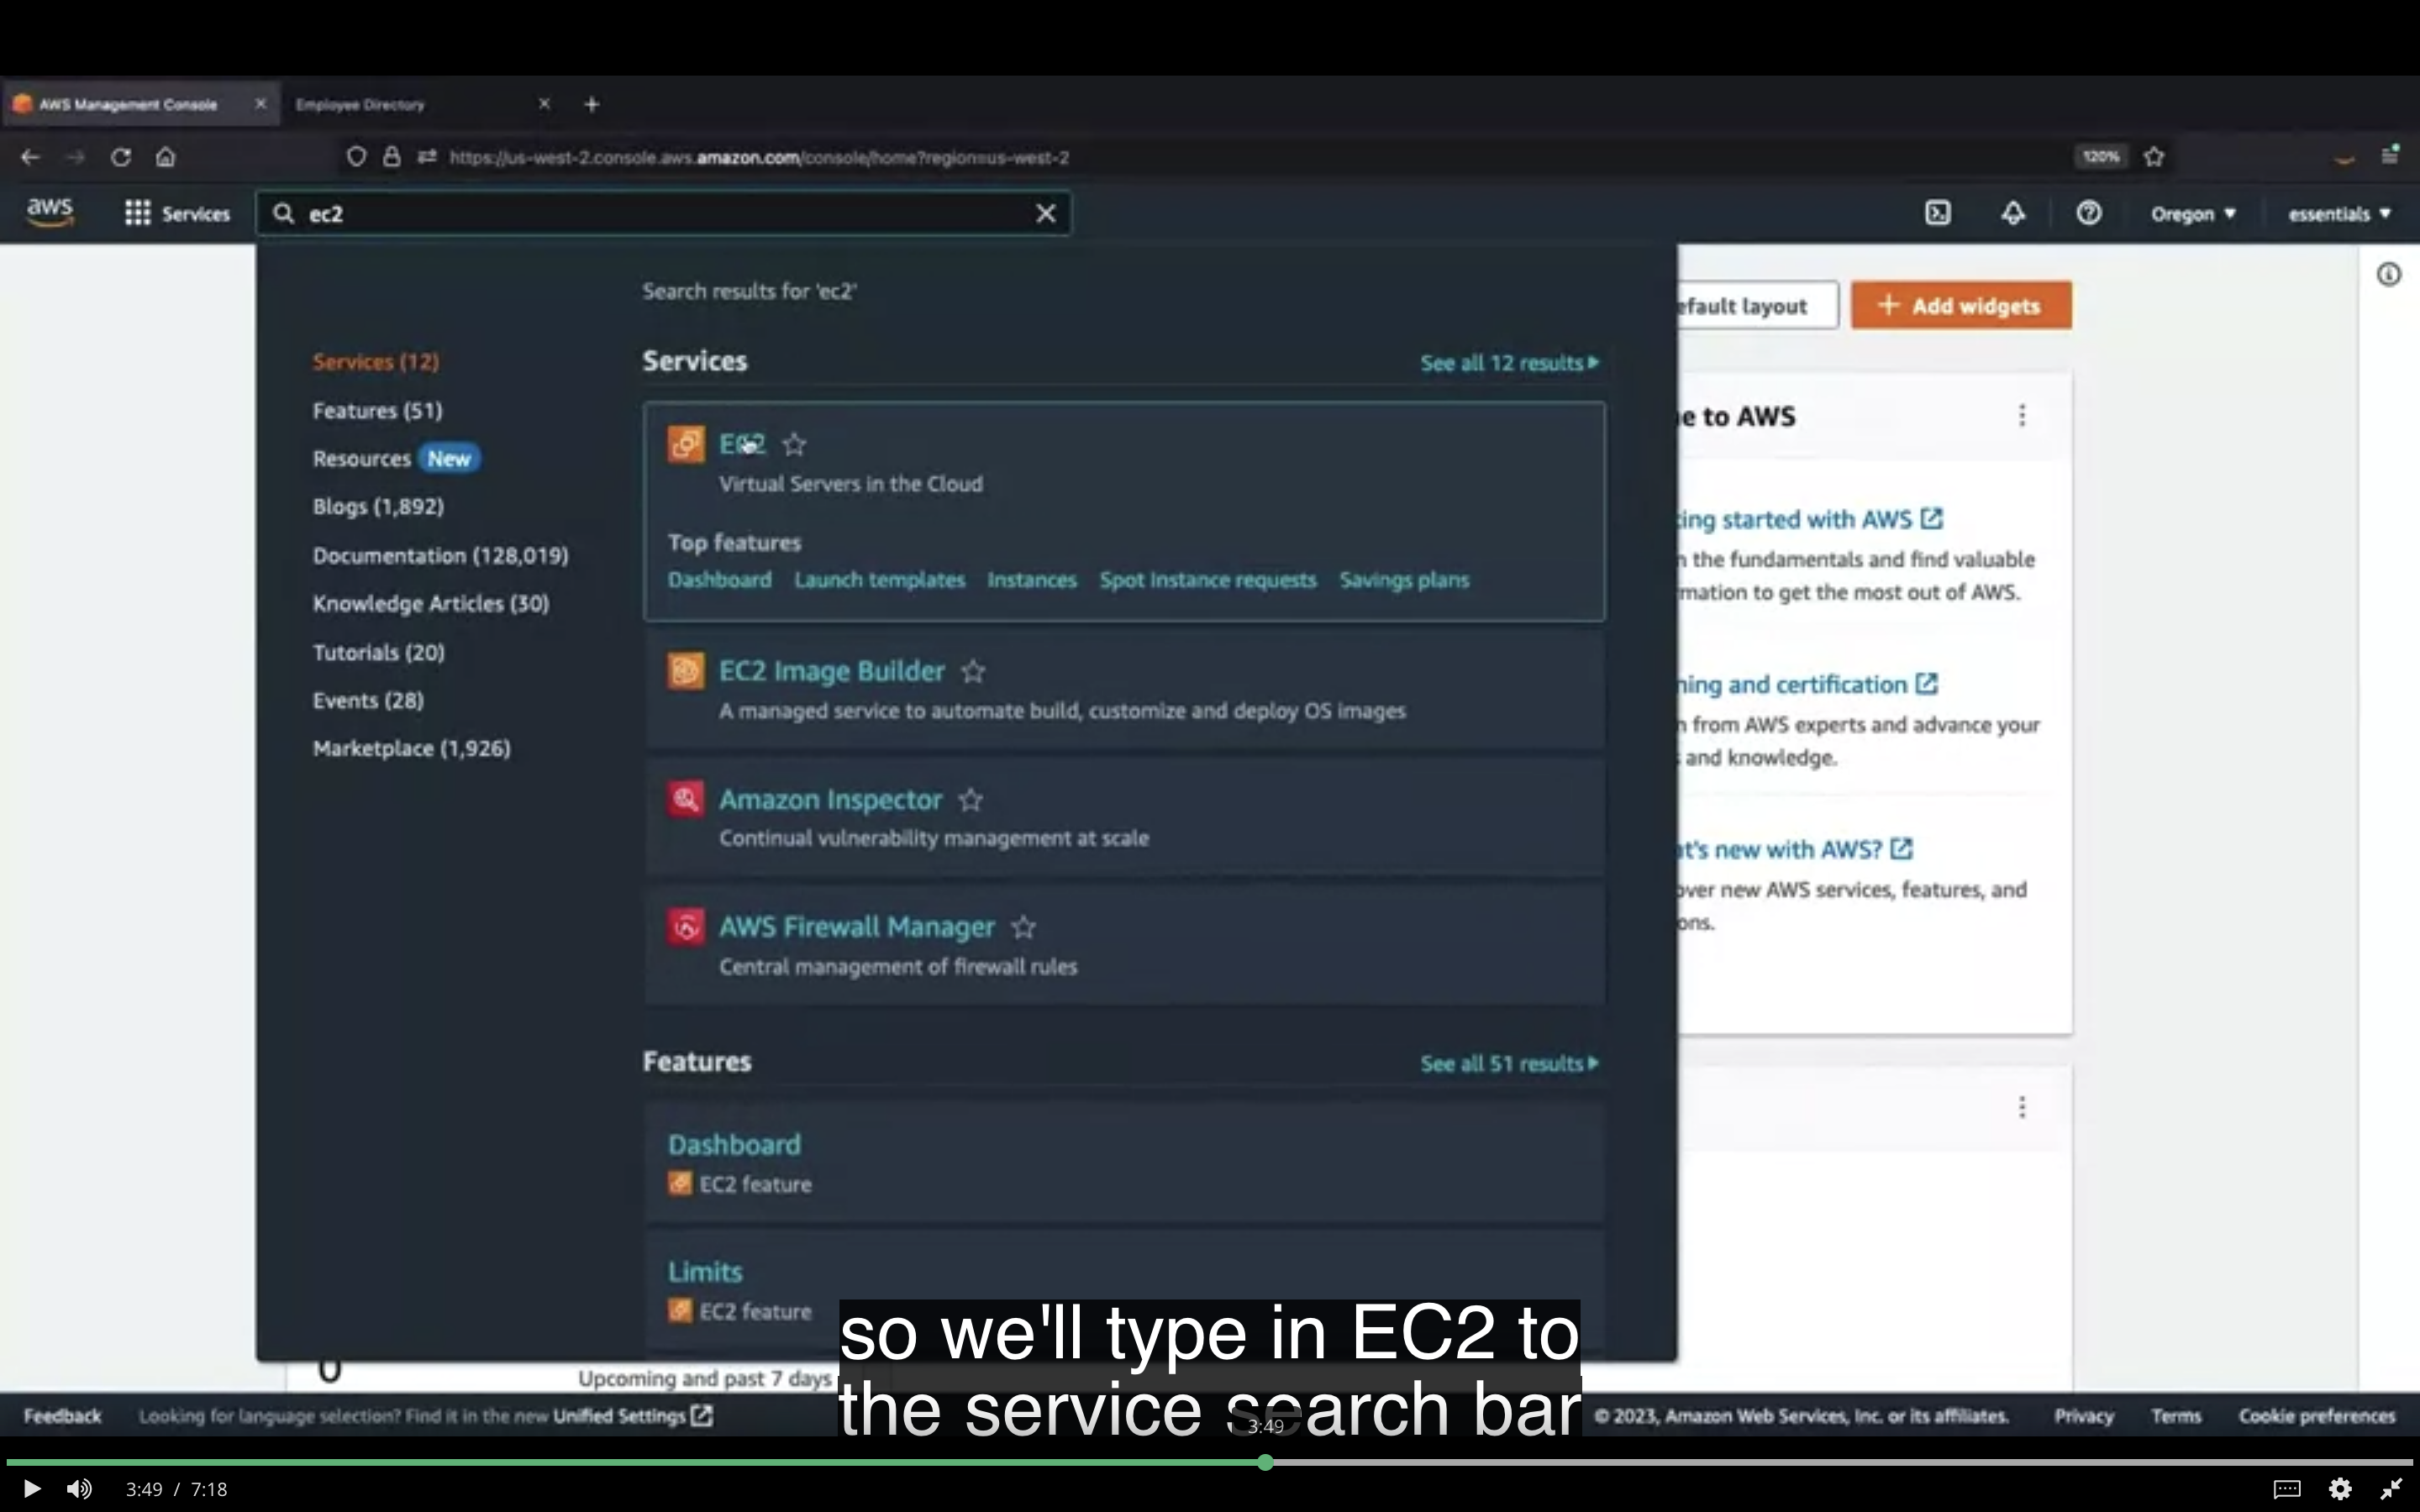 AWS Management Console
Employee Directory
https://us-west-2.console.aws.amazon.com/console/home?region=us-west-2
120%
aws
Services
ec2
Oregon
essentials
Search results for 'ec2'
Services (12)
Features (51)
Resources New
Blogs (1,892)
Documentation (128,019)
Knowledge Articles (30)
Tutorials (20)
Events (28)
Marketplace (1,926)
Services
See all 12 results
EC2
Virtual Servers in the Cloud
Top features
Dashboard Launch templates Instances Spot Instance requests Savings plans
EC2 Image Builder
A managed service to automate build, customize and deploy OS images
Amazon Inspector
Continual vulnerability management at scale
AWS Firewall Manager
Central management of firewall rules
Features
See all 51 results
Dashboard
EC2 feature
Limits
EC2 feature
efault layout
+ Add widgets
e to AWS
ing started with AWS
n the fundamentals and find valuable
mation to get the most out of AWS.
ning and certification
n from AWS experts and advance your
and knowledge.
t's new with AWS?
over new AWS services, features, and
ons.
0
Upcoming and past 7 days
so we'll type in EC2 to
the service search bar
3:49
Feedback
Looking for language selection? Find it in the new Unified Settings
© 2023, Amazon Web Services, Inc. or its affiliates.
Privacy
Terms
Cookie preferences
3:49 / 7:18